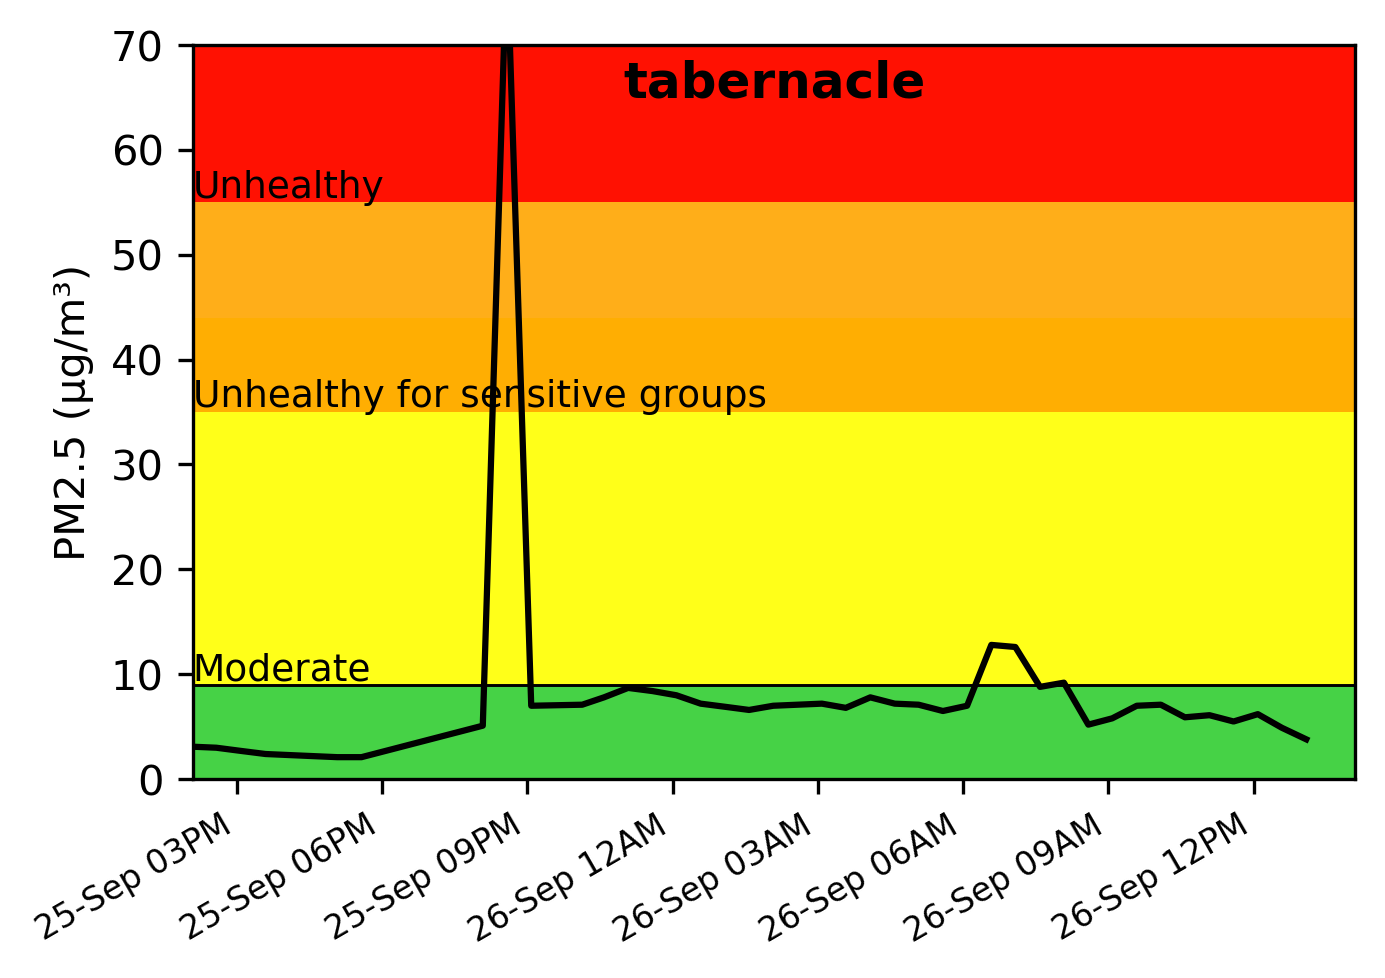 tabernacle
PM2.5 (µg/m³)
70
60
50
40
30
20
10
0
Unhealthy
Unhealthy for sensitive groups
Moderate
25-Sep 03PM
25-Sep 06PM
25-Sep 09PM
26-Sep 12AM
26-Sep 03AM
26-Sep 06AM
26-Sep 09AM
26-Sep 12PM